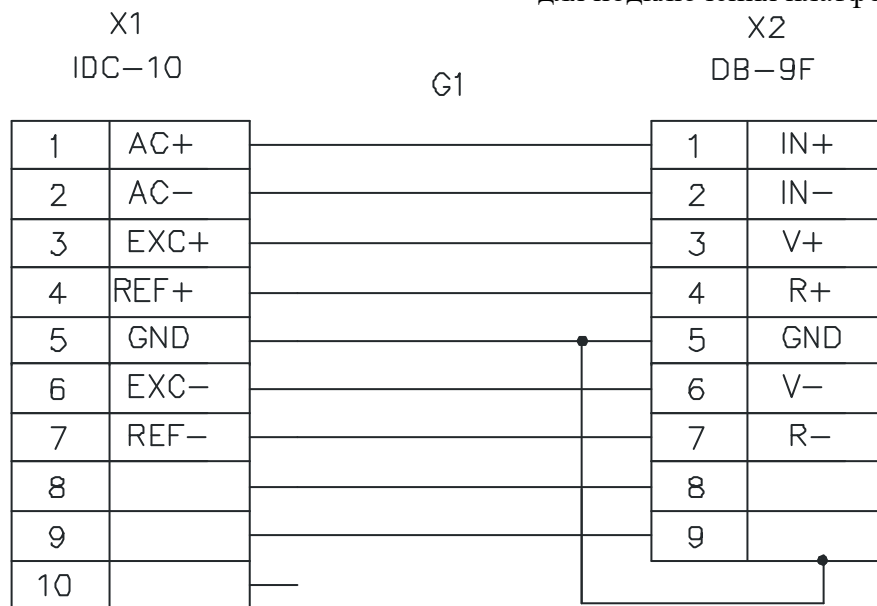 X1
IDC-10
G1
X2
DB-9F
1 AC+
2 AC-
3 EXC+
4 REF+
5 GND
6 EXC-
7 REF-
8
9
10
1 IN+
2 IN-
3 V+
4 R+
5 GND
6 V-
7 R-
8
9